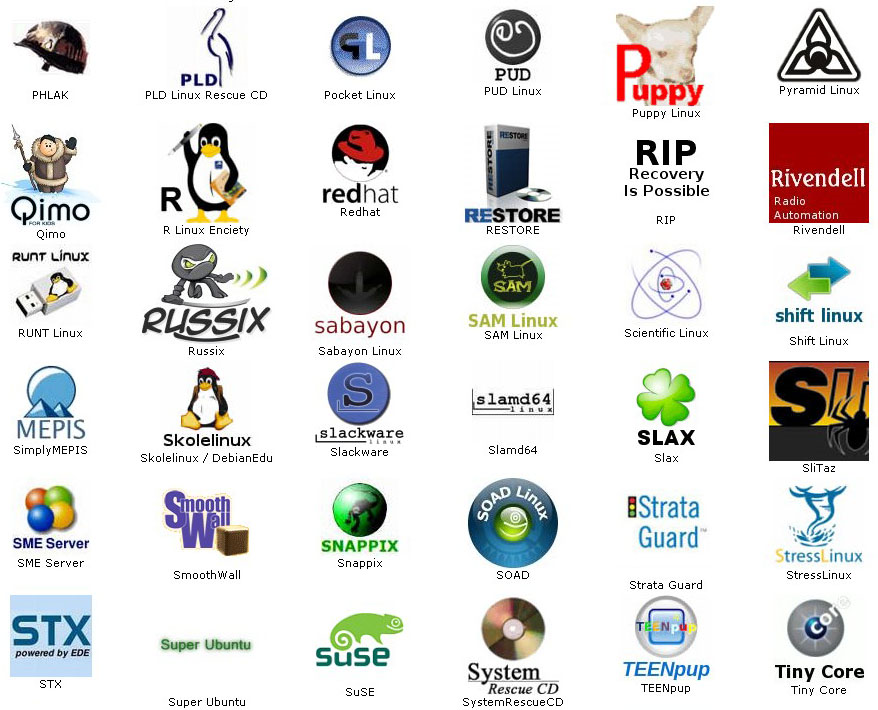 PLD
PHLAK
PLD Linux Rescue CD
PL
Pocket Linux
PUD
PUD Linux
Puppy
Puppy Linux
Pyramid Linux
Qimo
FOR KIDS
Qimo
R
R Linux Enciety
redhat
Redhat
RESTORE
RESTORE
RESTORE
RESTORE
RIP
Recovery
Is Possible
RIP
Rivendell
Radio
Automation
Rivendell
RUNT Linux
RUNT Linux
RUSSIX
Russix
sabayon
Sabayon Linux
SAM
SAM Linux
SAM Linux
Scientific Linux
shift linux
Shift Linux
MEPIS
SimplyMEPIS
Skolelinux
Skolelinux / DebianEdu
S
slackware
linux
Slackware
slamd64
linux
Slamd64
SLAX
Slax
SLi
SliTaz
SME Server
SME Server
Smooth
Wall
SmoothWall
SNAPPIX
Snappix
SOAD Linux
SOAD
Strata
Guard™
Strata Guard
StressLinux
StressLinux
STX
powered by EDE
STX
Super Ubuntu
Super Ubuntu
SuSE
SuSE
System
Rescue CD
SystemRescueCD
TEENpup
TEENpup
TEENpup
Core
Tiny Core
Tiny Core